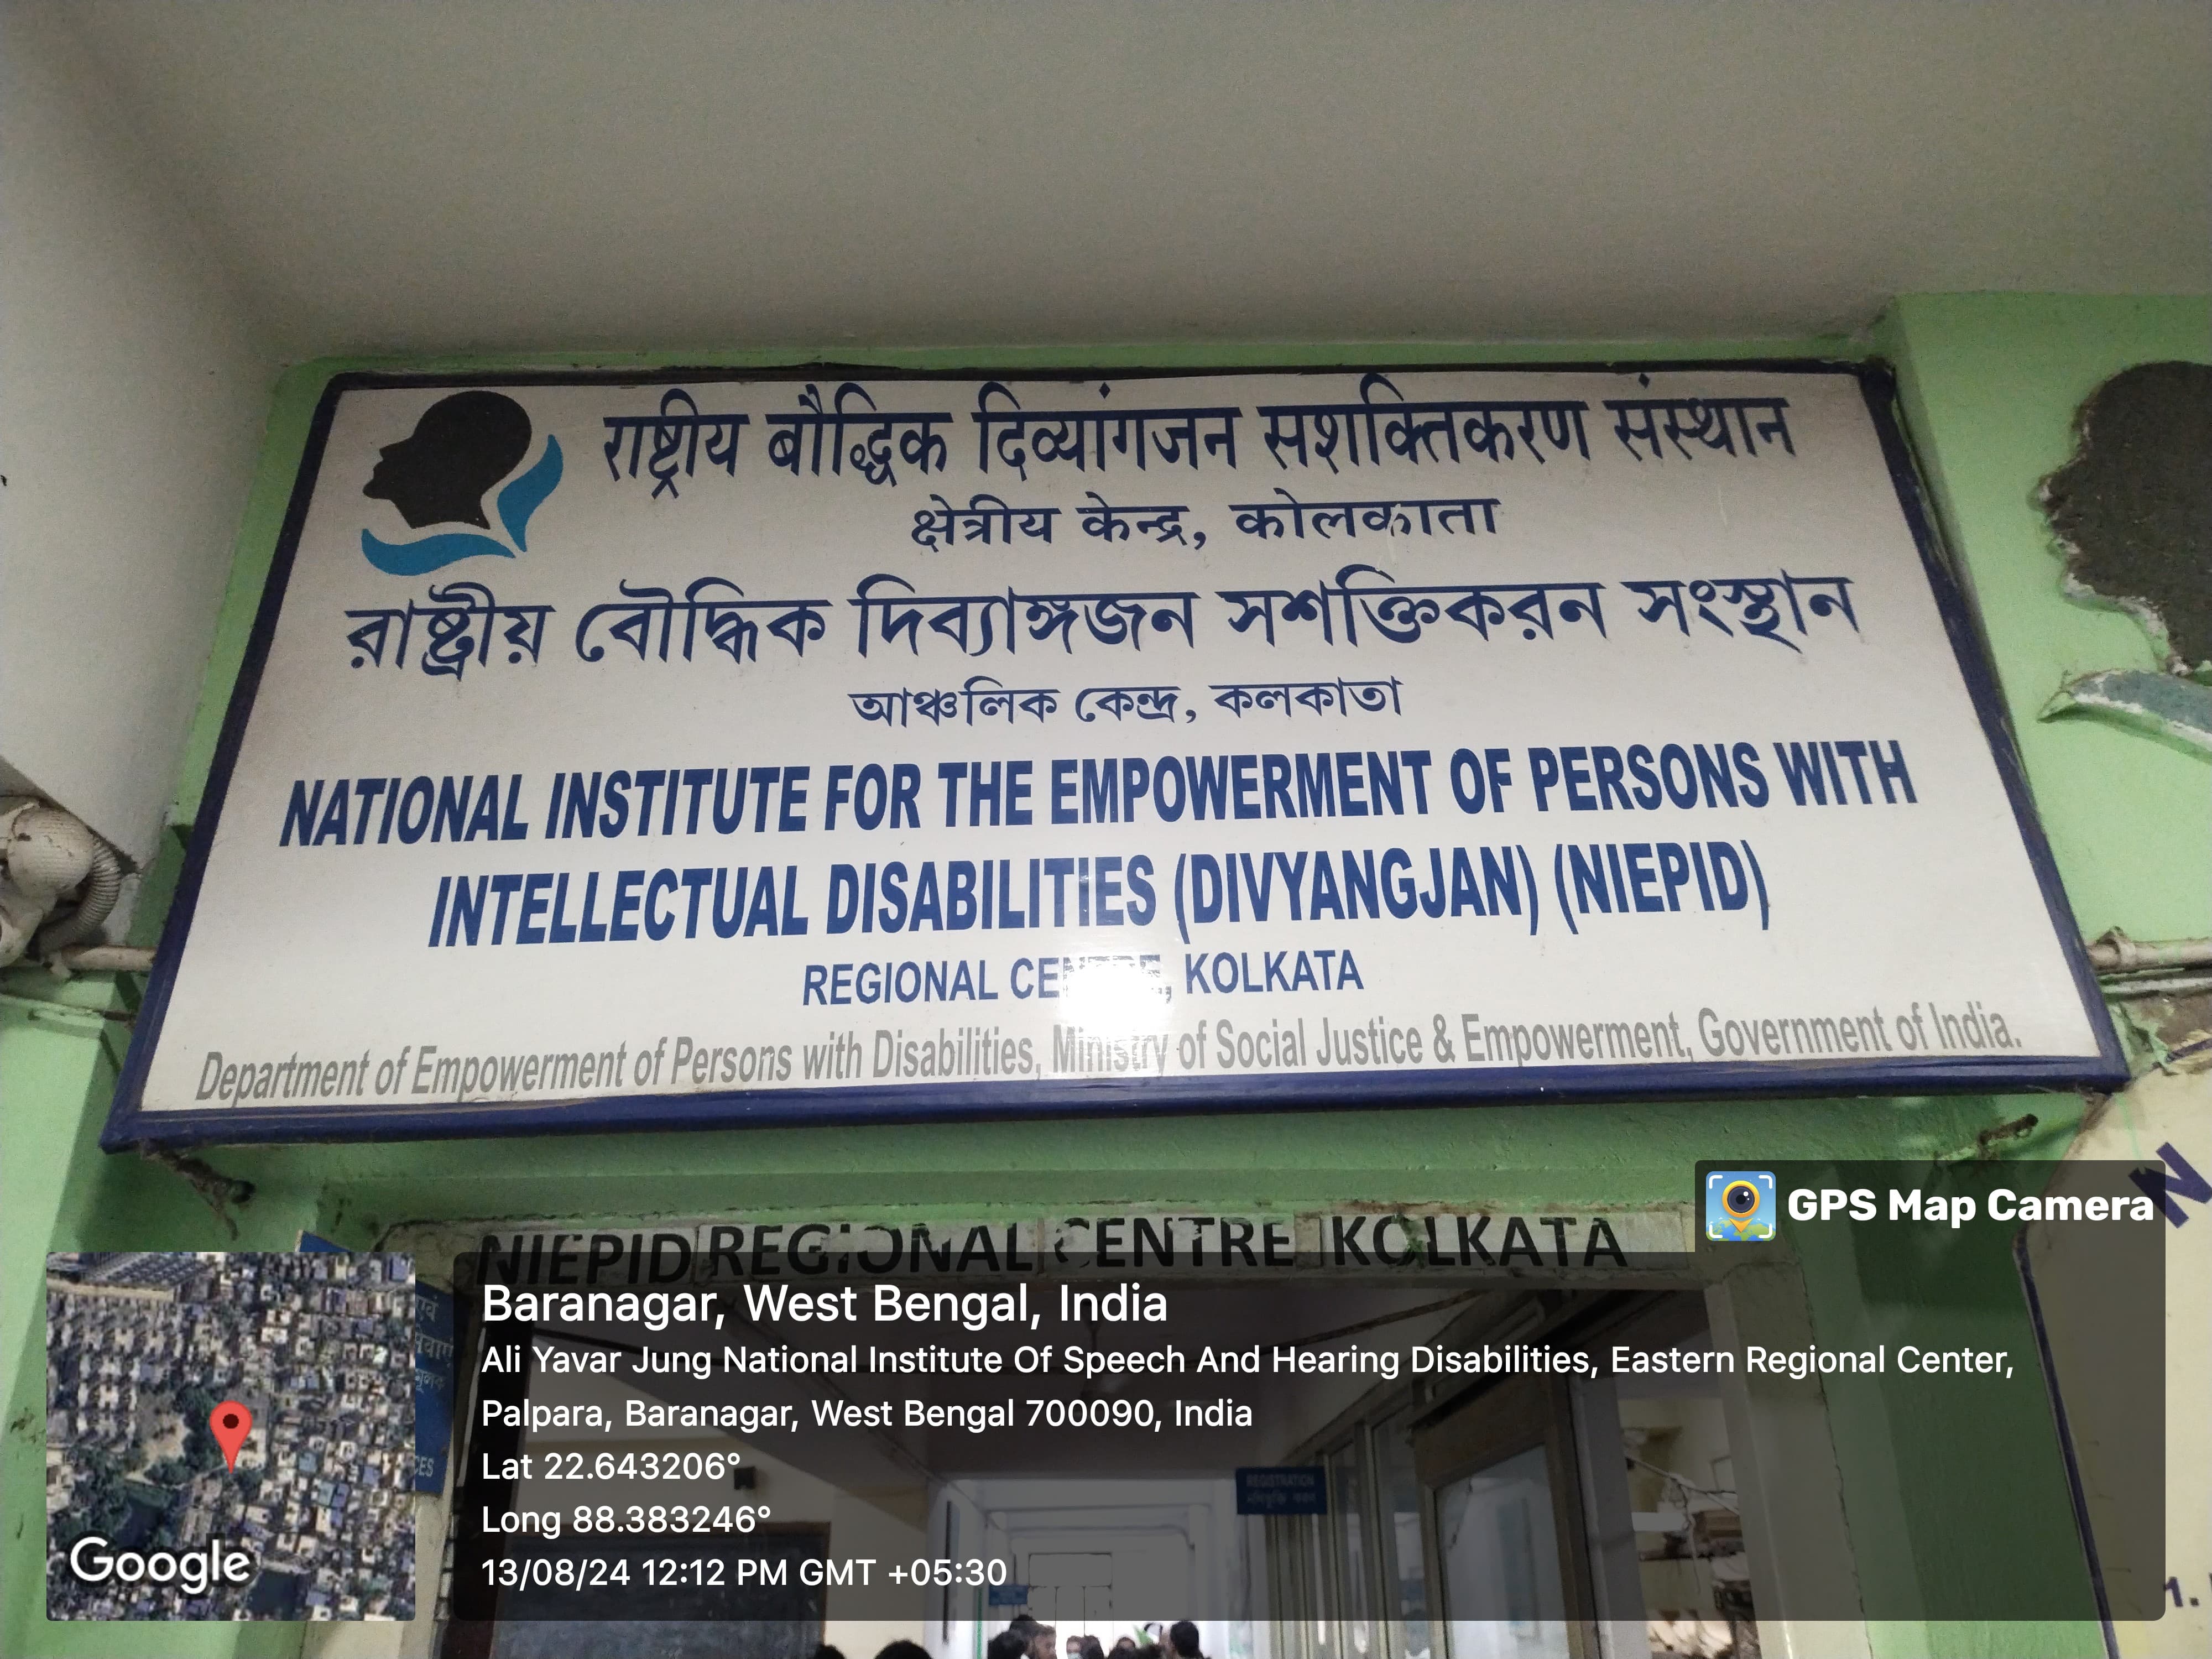 राष्ट्रीय बौद्धिक दिव्यांगजन सशक्तिकरण संस्थान
क्षेत्रीय केन्द्र, कोलकाता
রাষ্ট্রীয় বৌদ্ধিক দিব্যাঙ্গজন সশক্তিকরন সংস্থান
আঞ্চলিক কেন্দ্র, কলকাতা
NATIONAL INSTITUTE FOR THE EMPOWERMENT OF PERSONS WITH
INTELLECTUAL DISABILITIES (DIVYANGJAN) (NIEPID)
REGIONAL CENTRE, KOLKATA
Department of Empowerment of Persons with Disabilities, Ministry of Social Justice & Empowerment, Government of India.
NIEPID REGIONAL CENTRE KOLKATA
GPS Map Camera
Baranagar, West Bengal, India
Ali Yavar Jung National Institute Of Speech And Hearing Disabilities, Eastern Regional Center,
Palpara, Baranagar, West Bengal 700090, India
Lat 22.643206°
Long 88.383246°
13/08/24 12:12 PM GMT +05:30
Google
REGISTRATION